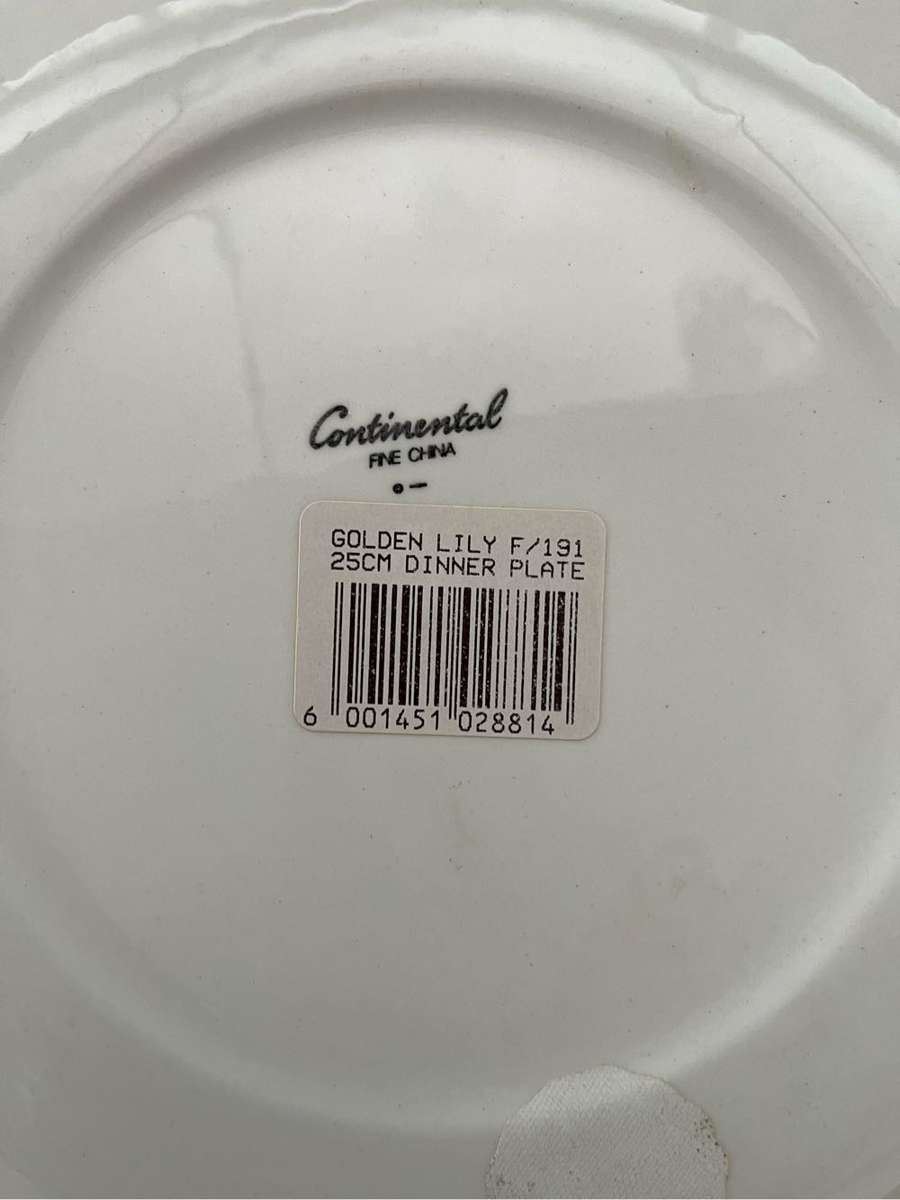 Continental
FINE CHINA
GOLDEN LILY F/191
25CM DINNER PLATE
6 001451 028814